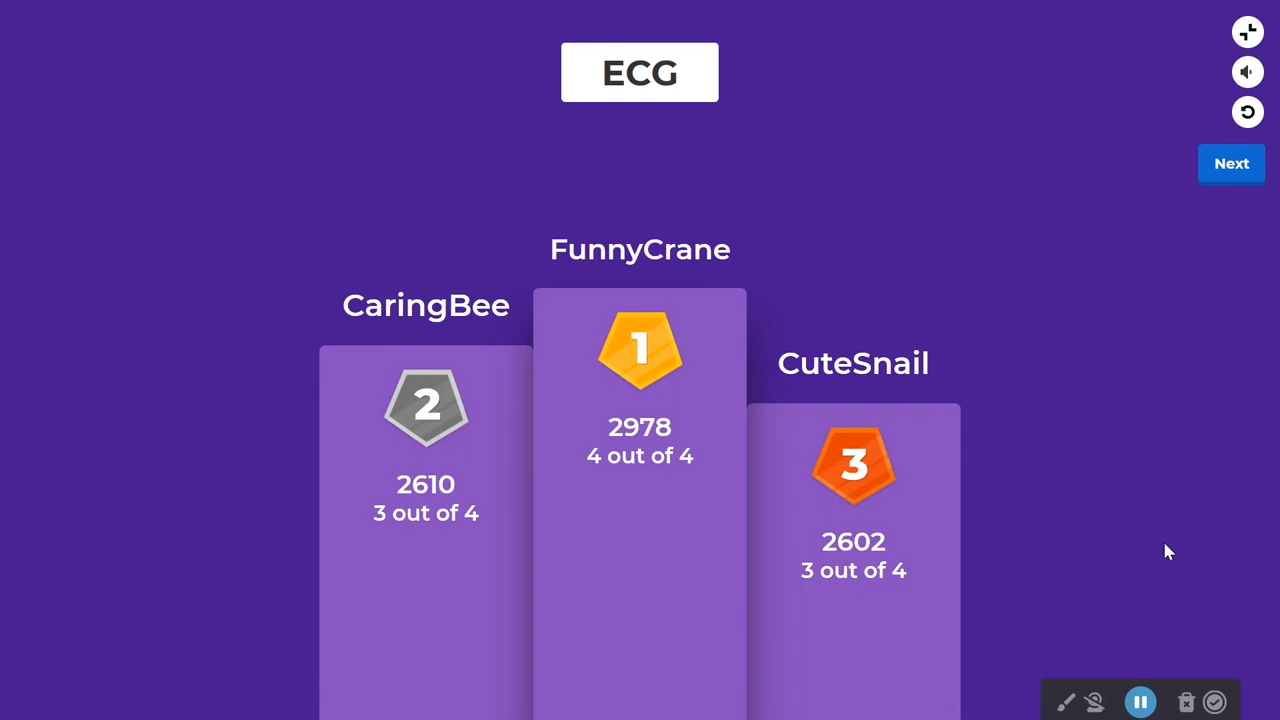 ECG
Next
FunnyCrane
CaringBee
CuteSnail
1
2978
4 out of 4
2
2610
3 out of 4
3
2602
3 out of 4